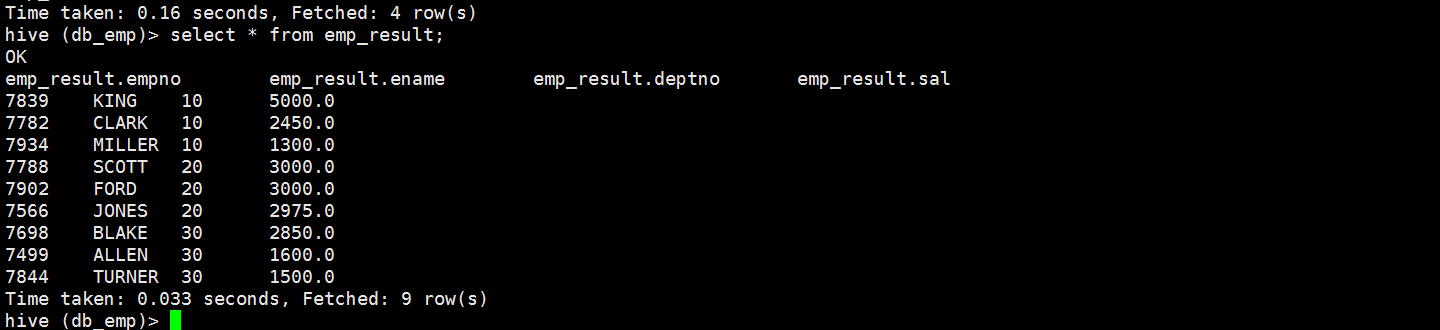 Time taken: 0.16 seconds, Fetched: 4 row(s)
hive (db_emp)> select * from emp_result;
OK
emp_result.empno	emp_result.ename	emp_result.deptno	emp_result.sal
7839	KING	10	5000.0
7782	CLARK	10	2450.0
7934	MILLER	10	1300.0
7788	SCOTT	20	3000.0
7902	FORD	20	3000.0
7566	JONES	20	2975.0
7698	BLAKE	30	2850.0
7499	ALLEN	30	1600.0
7844	TURNER	30	1500.0
Time taken: 0.033 seconds, Fetched: 9 row(s)
hive (db_emp)>